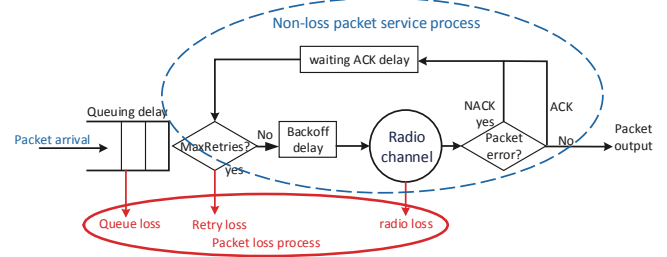 Non-loss packet service process
waiting ACK delay
Queuing delay
NACK
yes
ACK
Packet arrival
MaxRetries?
No
Backoff
delay
Radio
channel
Packet
error?
No
Packet
output
yes
Queue loss
Retry loss
radio loss
Packet loss process